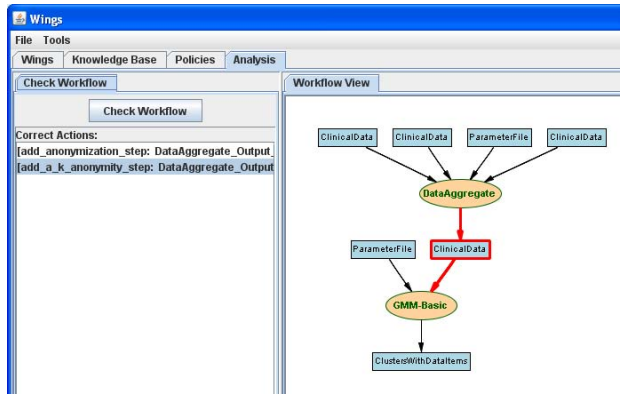 Wings
File Tools
Wings Knowledge Base Policies Analysis
Check Workflow
Check Workflow
Correct Actions:
[add_anonymization_step: DataAggregate_Output_
[add_a_k_anonymity_step: DataAggregate_Output
Workflow View
ClinicalData ClinicalData ParameterFile ClinicalData
DataAggregate
ParameterFile ClinicalData
GMM-Basic
ClustersWithDataItems